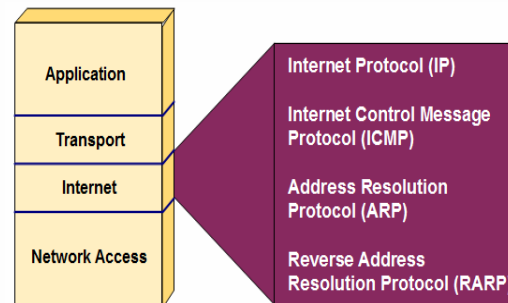 Application
Transport
Internet
Network Access
Internet Protocol (IP)
Internet Control Message
Protocol (ICMP)
Address Resolution
Protocol (ARP)
Reverse Address
Resolution Protocol (RARP